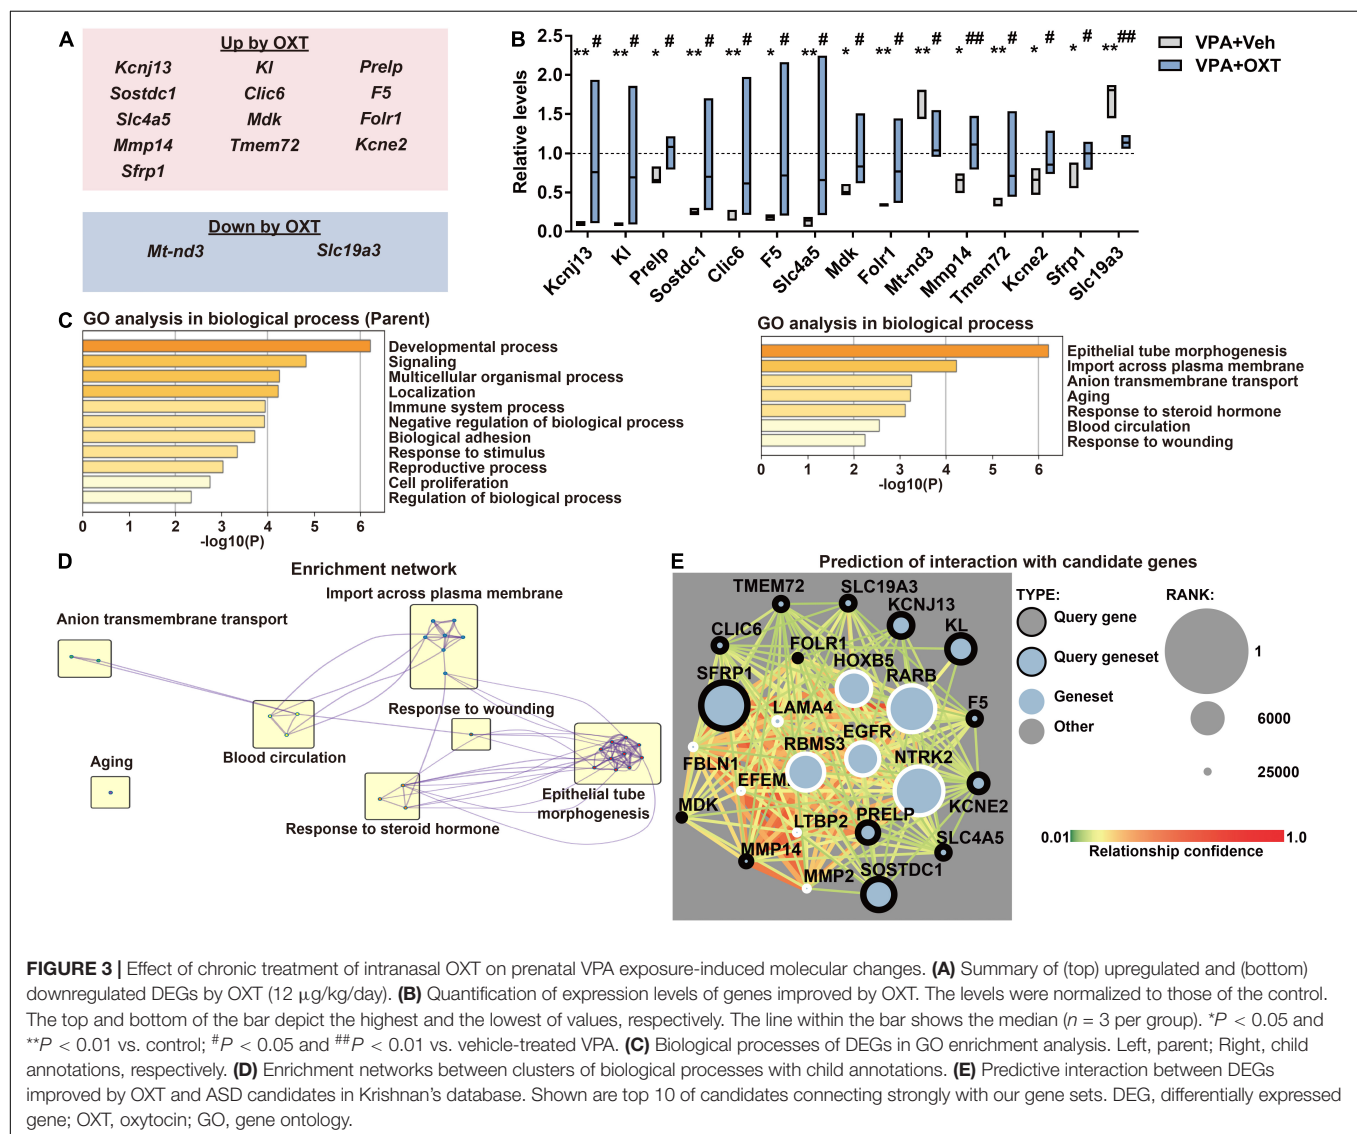 A
Up by OXT
Kcnj13 Kl Prelp
Sostdc1 Clic6 F5
Slc4a5 Mdk Folr1
Mmp14 Tmem72 Kcne2
Sfrp1
Down by OXT
Mt-nd3 Slc19a3
B
Relative levels
2.5
2.0
1.5
1.0
0.5
0.0
** # ** # * # ** # ** # * # ** # * # ** # ** # * ## ** # * # * # ** ##
VPA+Veh
VPA+OXT
Kcnj13 Kl Prelp Sostdc1 Clic6 F5 Slc4a5 Mdk Folr1 Mt-nd3 Mmp14 Tmem72 Kcne2 Sfrp1 Slc19a3
C
GO analysis in biological process (Parent)
Developmental process
Signaling
Multicellular organismal process
Localization
Immune system process
Negative regulation of biological process
Biological adhesion
Response to stimulus
Reproductive process
Cell proliferation
Regulation of biological process
0 1 2 3 4 5 6
-log10(P)
GO analysis in biological process
Epithelial tube morphogenesis
Import across plasma membrane
Anion transmembrane transport
Aging
Response to steroid hormone
Blood circulation
Response to wounding
0 1 2 3 4 5 6
-log10(P)
D
Enrichment network
Import across plasma membrane
Anion transmembrane transport
Response to wounding
Blood circulation
Aging
Epithelial tube
morphogenesis
Response to steroid hormone
E
Prediction of interaction with candidate genes
TMEM72
SLC19A3
KCNJ13
CLIC6
FOLR1
KL
HOXB5
SFRP1
RARB
LAMA4
F5
RBMS3
EGFR
FBLN1
NTRK2
EFEM
MDK
KCNE2
LTBP2
PRELP
SLC4A5
MMP14
MMP2
SOSTDC1
TYPE:
Query gene
Query geneset
Geneset
Other
RANK:
1
6000
25000
0.01 1.0
Relationship confidence
FIGURE 3 | Effect of chronic treatment of intranasal OXT on prenatal VPA exposure-induced molecular changes. (A) Summary of (top) upregulated and (bottom)
downregulated DEGs by OXT (12 μg/kg/day). (B) Quantification of expression levels of genes improved by OXT. The levels were normalized to those of the control.
The top and bottom of the bar depict the highest and the lowest of values, respectively. The line within the bar shows the median (n = 3 per group). *P < 0.05 and
**P < 0.01 vs. control; #P < 0.05 and ##P < 0.01 vs. vehicle-treated VPA. (C) Biological processes of DEGs in GO enrichment analysis. Left, parent; Right, child
annotations, respectively. (D) Enrichment networks between clusters of biological processes with child annotations. (E) Predictive interaction between DEGs
improved by OXT and ASD candidates in Krishnan's database. Shown are top 10 of candidates connecting strongly with our gene sets. DEG, differentially expressed
gene; OXT, oxytocin; GO, gene ontology.